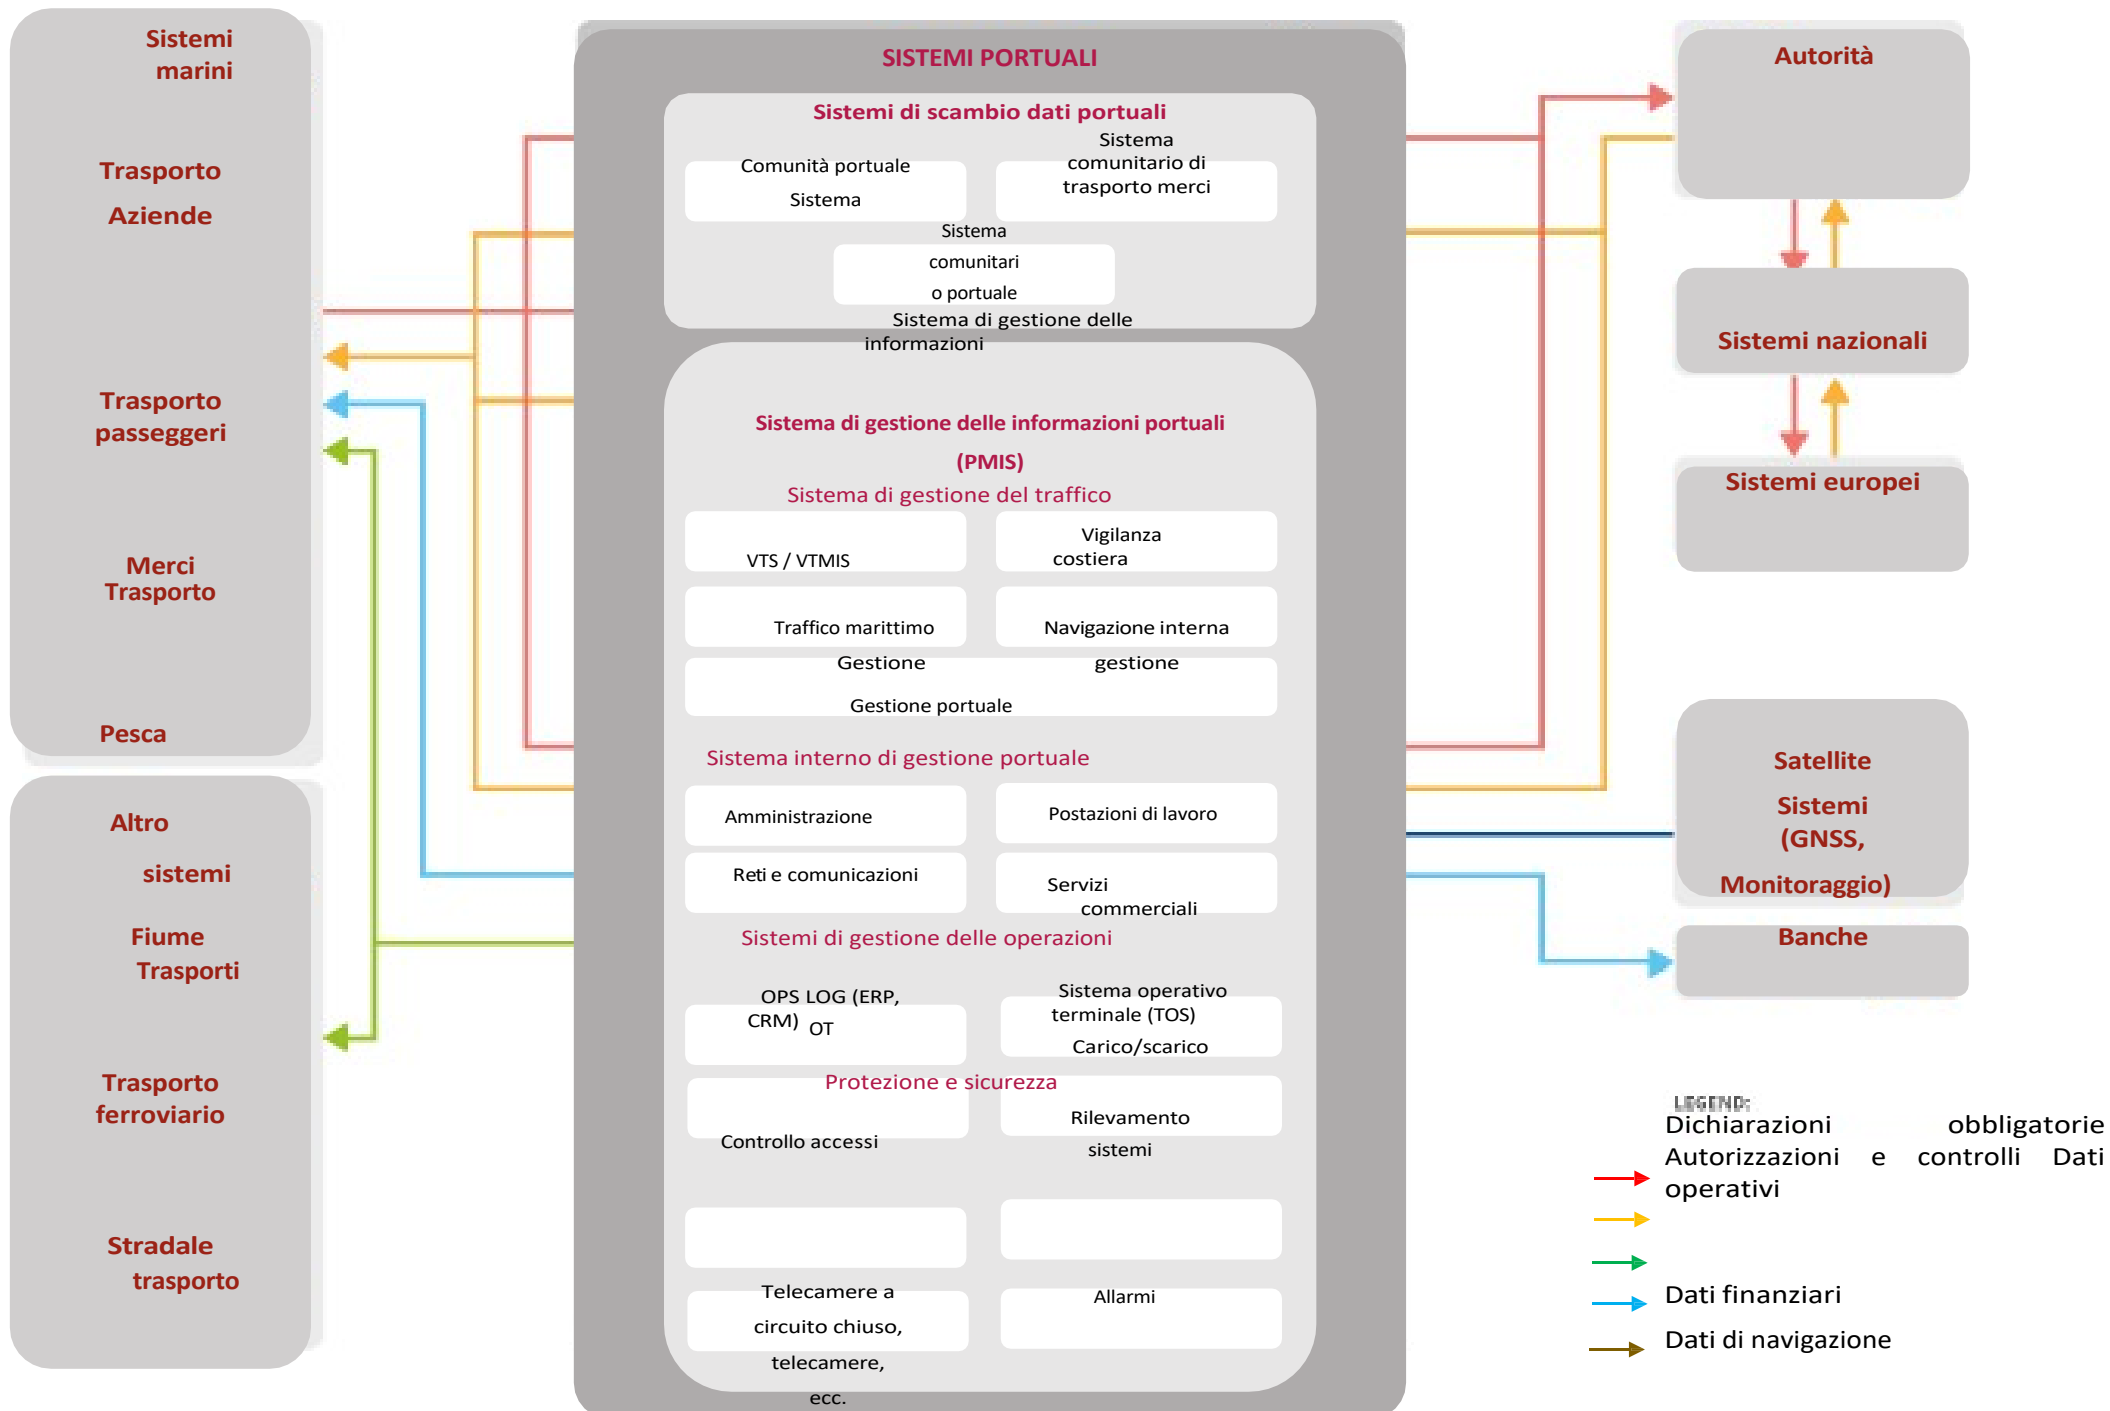 Sistemi
marini
Trasporto
Aziende
Trasporto
passeggeri
Merci
Trasporto
Pesca
Altro
sistemi
Fiume
Trasporti
Trasporto
ferroviario
Stradale
trasporto
SISTEMI PORTUALI
Sistemi di scambio dati portuali
Comunità portuale
Sistema
Sistema
comunitario di
trasporto merci
Sistema
comunitari
o portuale
Sistema di gestione delle
informazioni
Sistema di gestione delle informazioni portuali
(PMIS)
Sistema di gestione del traffico
VTS / VTMIS
Vigilanza
costiera
Traffico marittimo
Gestione
Navigazione interna
gestione
Gestione portuale
Sistema interno di gestione portuale
Amministrazione
Postazioni di lavoro
Reti e comunicazioni
Servizi
commerciali
Sistemi di gestione delle operazioni
OPS LOG (ERP,
CRM) OT
Sistema operativo
terminale (TOS)
Carico/scarico
Protezione e sicurezza
Controllo accessi
Rilevamento
sistemi
Telecamere a
circuito chiuso,
telecamere,
ecc.
Allarmi
Autorità
Sistemi nazionali
Sistemi europei
Satellite
Sistemi
(GNSS,
Monitoraggio)
Banche
LEGEND:
Dichiarazioni obbligatorie
Autorizzazioni e controlli Dati
operativi
Dati finanziari
Dati di navigazione